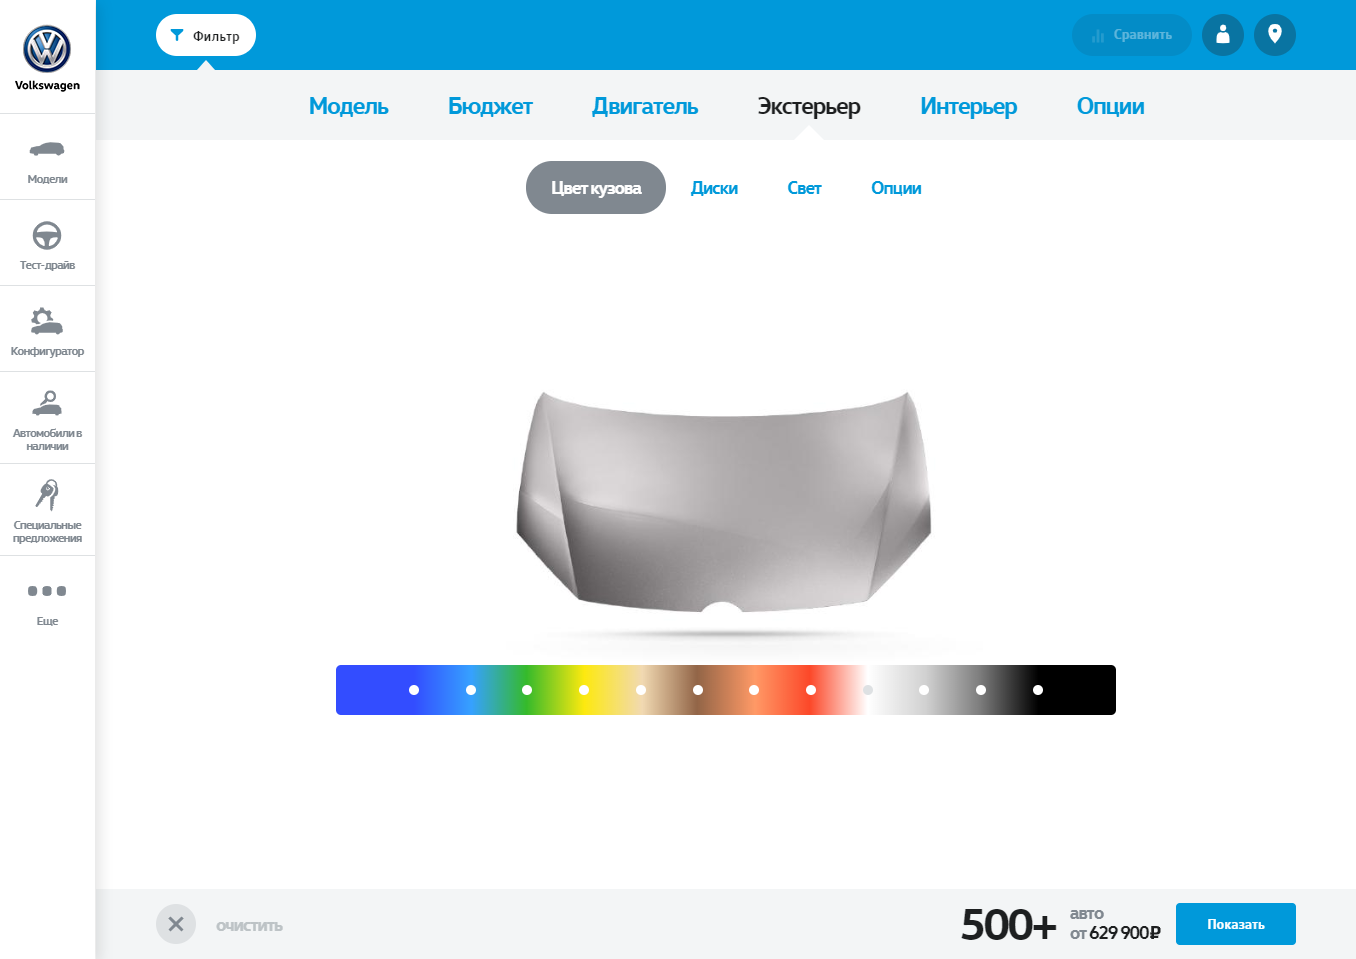 Volkswagen
Модели
Тест-драйв
Конфигуратор
Автомобили в
наличии
Специальные
предложения
Еще
Фильтр
Сравнить
Модель Бюджет Двигатель Экстерьер Интерьер Опции
Цвет кузова Диски Свет Опции
ОЧИСТИТЬ
500+
авто
от 629 900₽
Показать